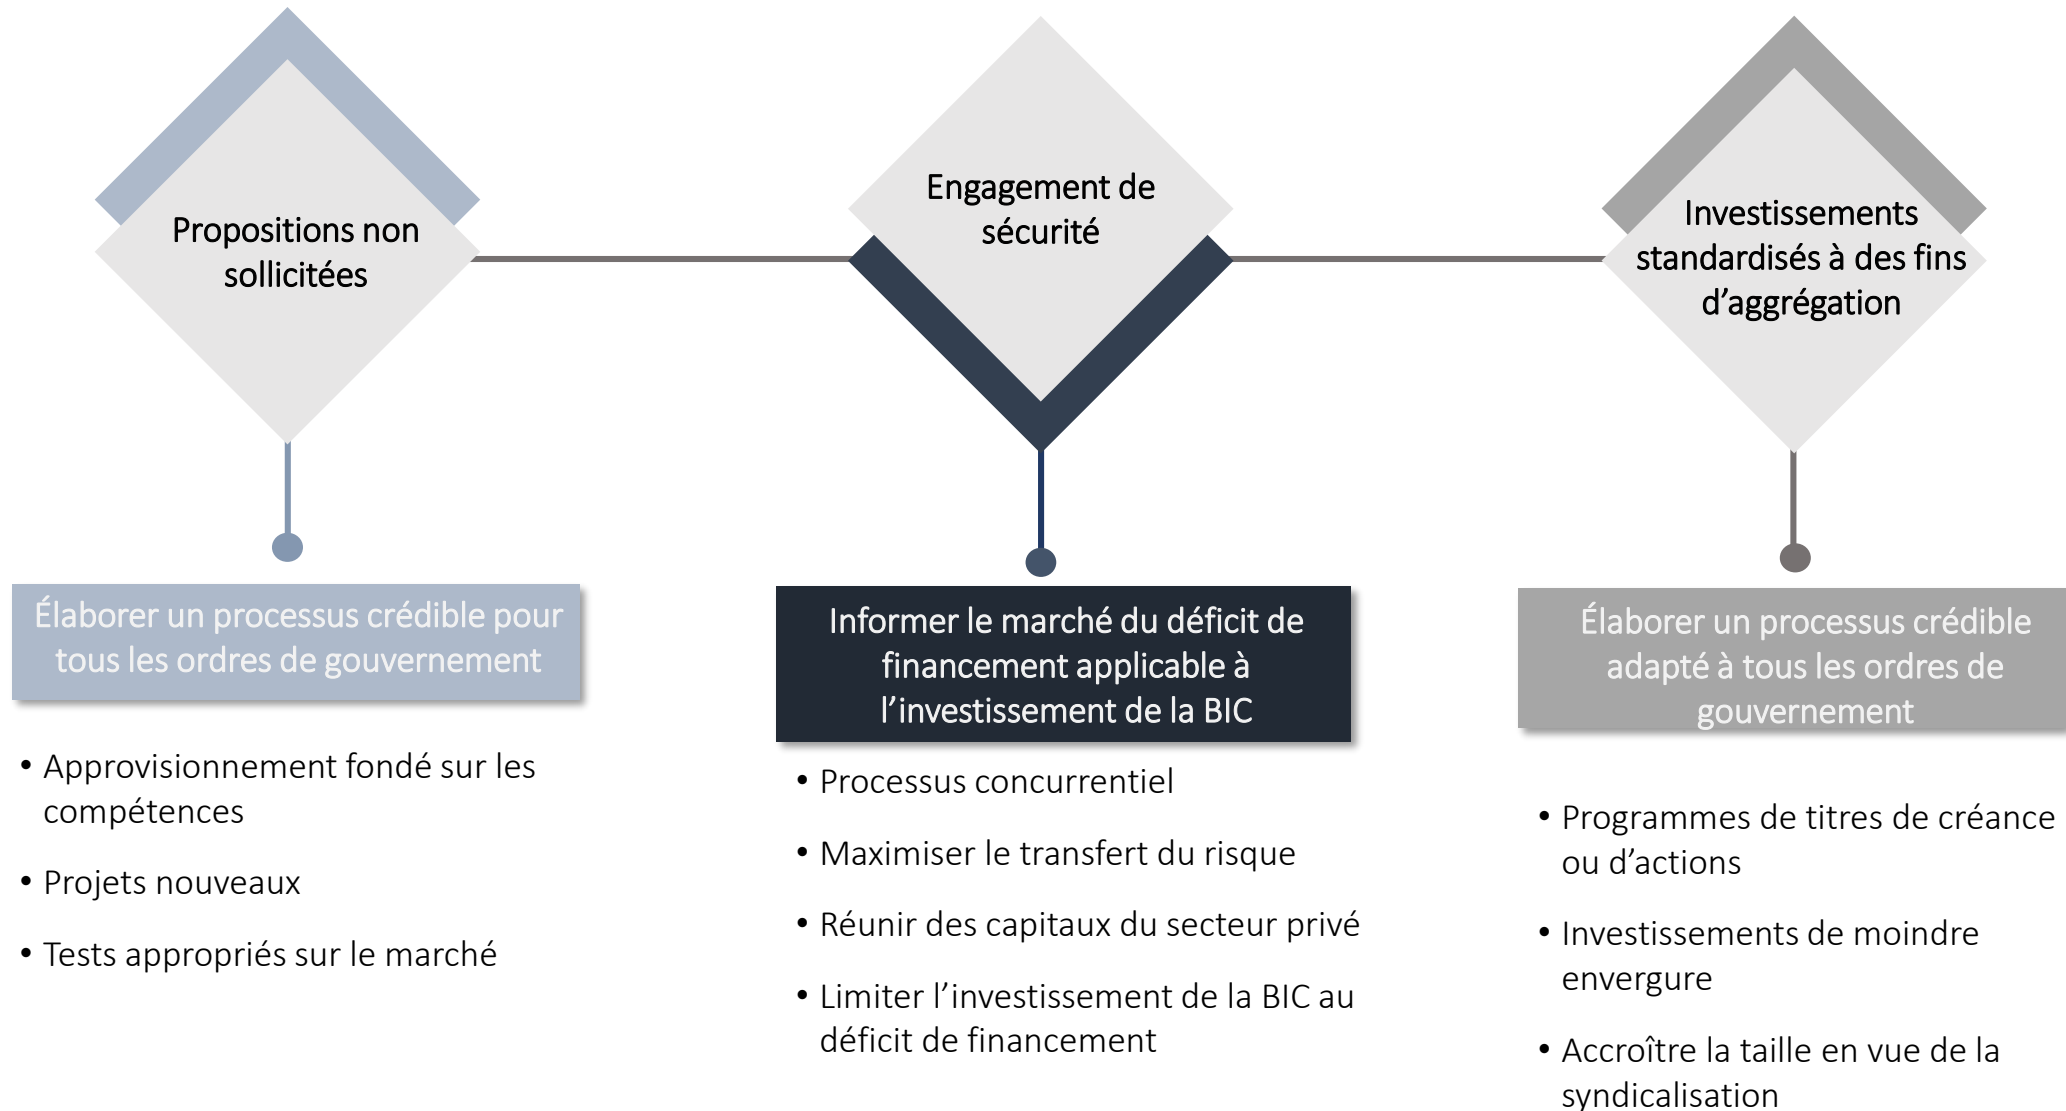 Propositions non
sollicitées
Élaborer un processus crédible pour
tous les ordres de gouvernement
• Approvisionnement fondé sur les
compétences
• Projets nouveaux
• Tests appropriés sur le marché
Engagement de
sécurité
Informer le marché du déficit de
financement applicable à
l’investissement de la BIC
• Processus concurrentiel
• Maximiser le transfert du risque
• Réunir des capitaux du secteur privé
• Limiter l’investissement de la BIC au
déficit de financement
Investissements
standardisés à des fins
d’aggrégation
Élaborer un processus crédible
adapté à tous les ordres de
gouvernement
• Programmes de titres de créance
ou d’actions
• Investissements de moindre
envergure
• Accroître la taille en vue de la
syndicalisation